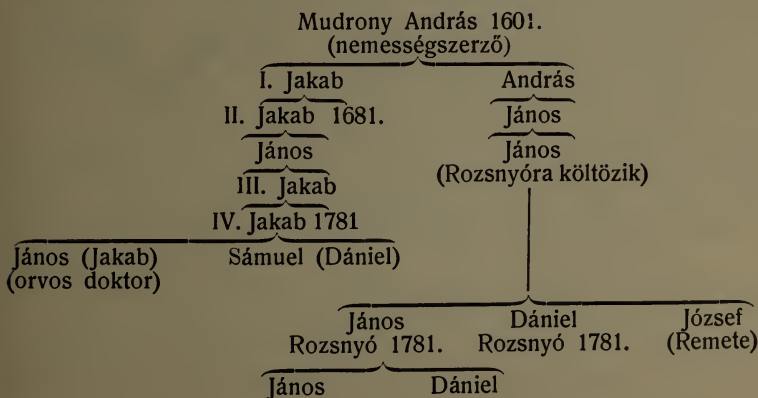 Mudrony András 1601.
(nemességszerző)
I. Jakab András
II. Jakab 1681. János
János János
III. Jakab (Rozsnyóra költözik)
IV. Jakab 1781
János (Jakab) Sámuel (Dániel)
(orvos doktor)
János Dániel József
Rozsnyó 1781. Rozsnyó 1781. (Remete)
János Dániel